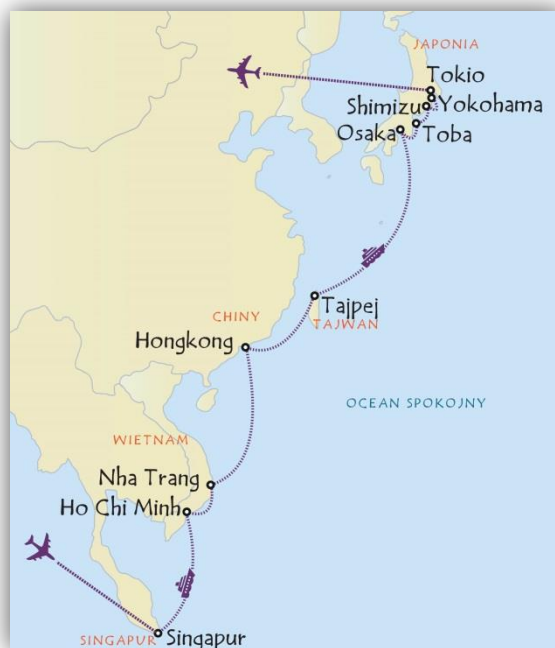 JAPONIA
Tokio
Shimizu
Yokohama
Osaka
Toba
Tajpej
CHINY
TAJWAN
Hongkong
OCEAN SPOKOJNY
WIETNAM
Nha Trang
Ho Chi Minh
SINGAPUR
Singapur